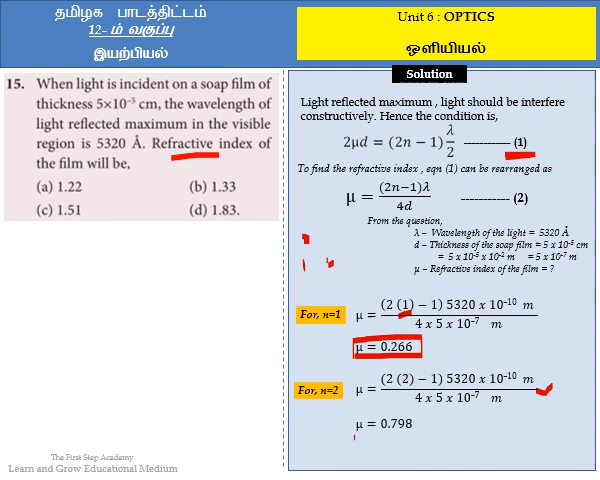 தமிழக பாடத்திட்டம்
12- ம் வகுப்பு
இயற்பியல்
Unit 6 : OPTICS
ஒளியியல்
15. When light is incident on a soap film of
thickness 5×10⁻⁵ cm, the wavelength of
light reflected maximum in the visible
region is 5320 Å. Refractive index of
the film will be,
(a) 1.22 (b) 1.33
(c) 1.51 (d) 1.83.
Solution
Light reflected maximum , light should be interfere
constructively. Hence the condition is,
2μd = (2n − 1) λ/2 ----------- (1)
To find the refractive index , eqn (1) can be rearranged as
μ = (2n−1)λ / 4d ----------- (2)
From the question,
λ – Wavelength of the light = 5320 Å
d – Thickness of the soap film = 5 x 10⁻⁵ cm
= 5 x 10⁻⁵ x 10⁻² m = 5 x 10⁻⁷ m
μ – Refractive index of the film = ?
For, n=1 μ = (2 (1) − 1) 5320 x 10⁻¹⁰ m / 4 x 5 x 10⁻⁷ m
μ = 0.266
For, n=2 μ = (2 (2) − 1) 5320 x 10⁻¹⁰ m / 4 x 5 x 10⁻⁷ m
μ = 0.798
The First Step Academy
Learn and Grow Educational Medium